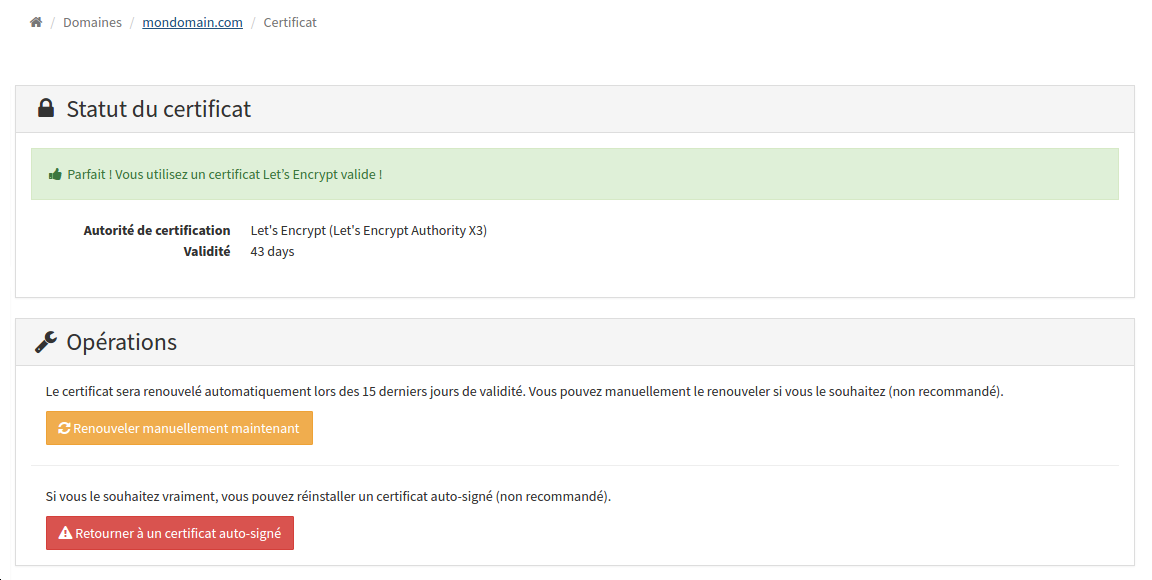 / Domaines / mondomain.com / Certificat
Statut du certificat
Parfait ! Vous utilisez un certificat Let's Encrypt valide !
Autorité de certification Let's Encrypt (Let's Encrypt Authority X3)
Validité 43 days
Opérations
Le certificat sera renouvelé automatiquement lors des 15 derniers jours de validité. Vous pouvez manuellement le renouveler si vous le souhaitez (non recommandé).
Renouveler manuellement maintenant
Si vous le souhaitez vraiment, vous pouvez réinstaller un certificat auto-signé (non recommandé).
Retourner à un certificat auto-signé